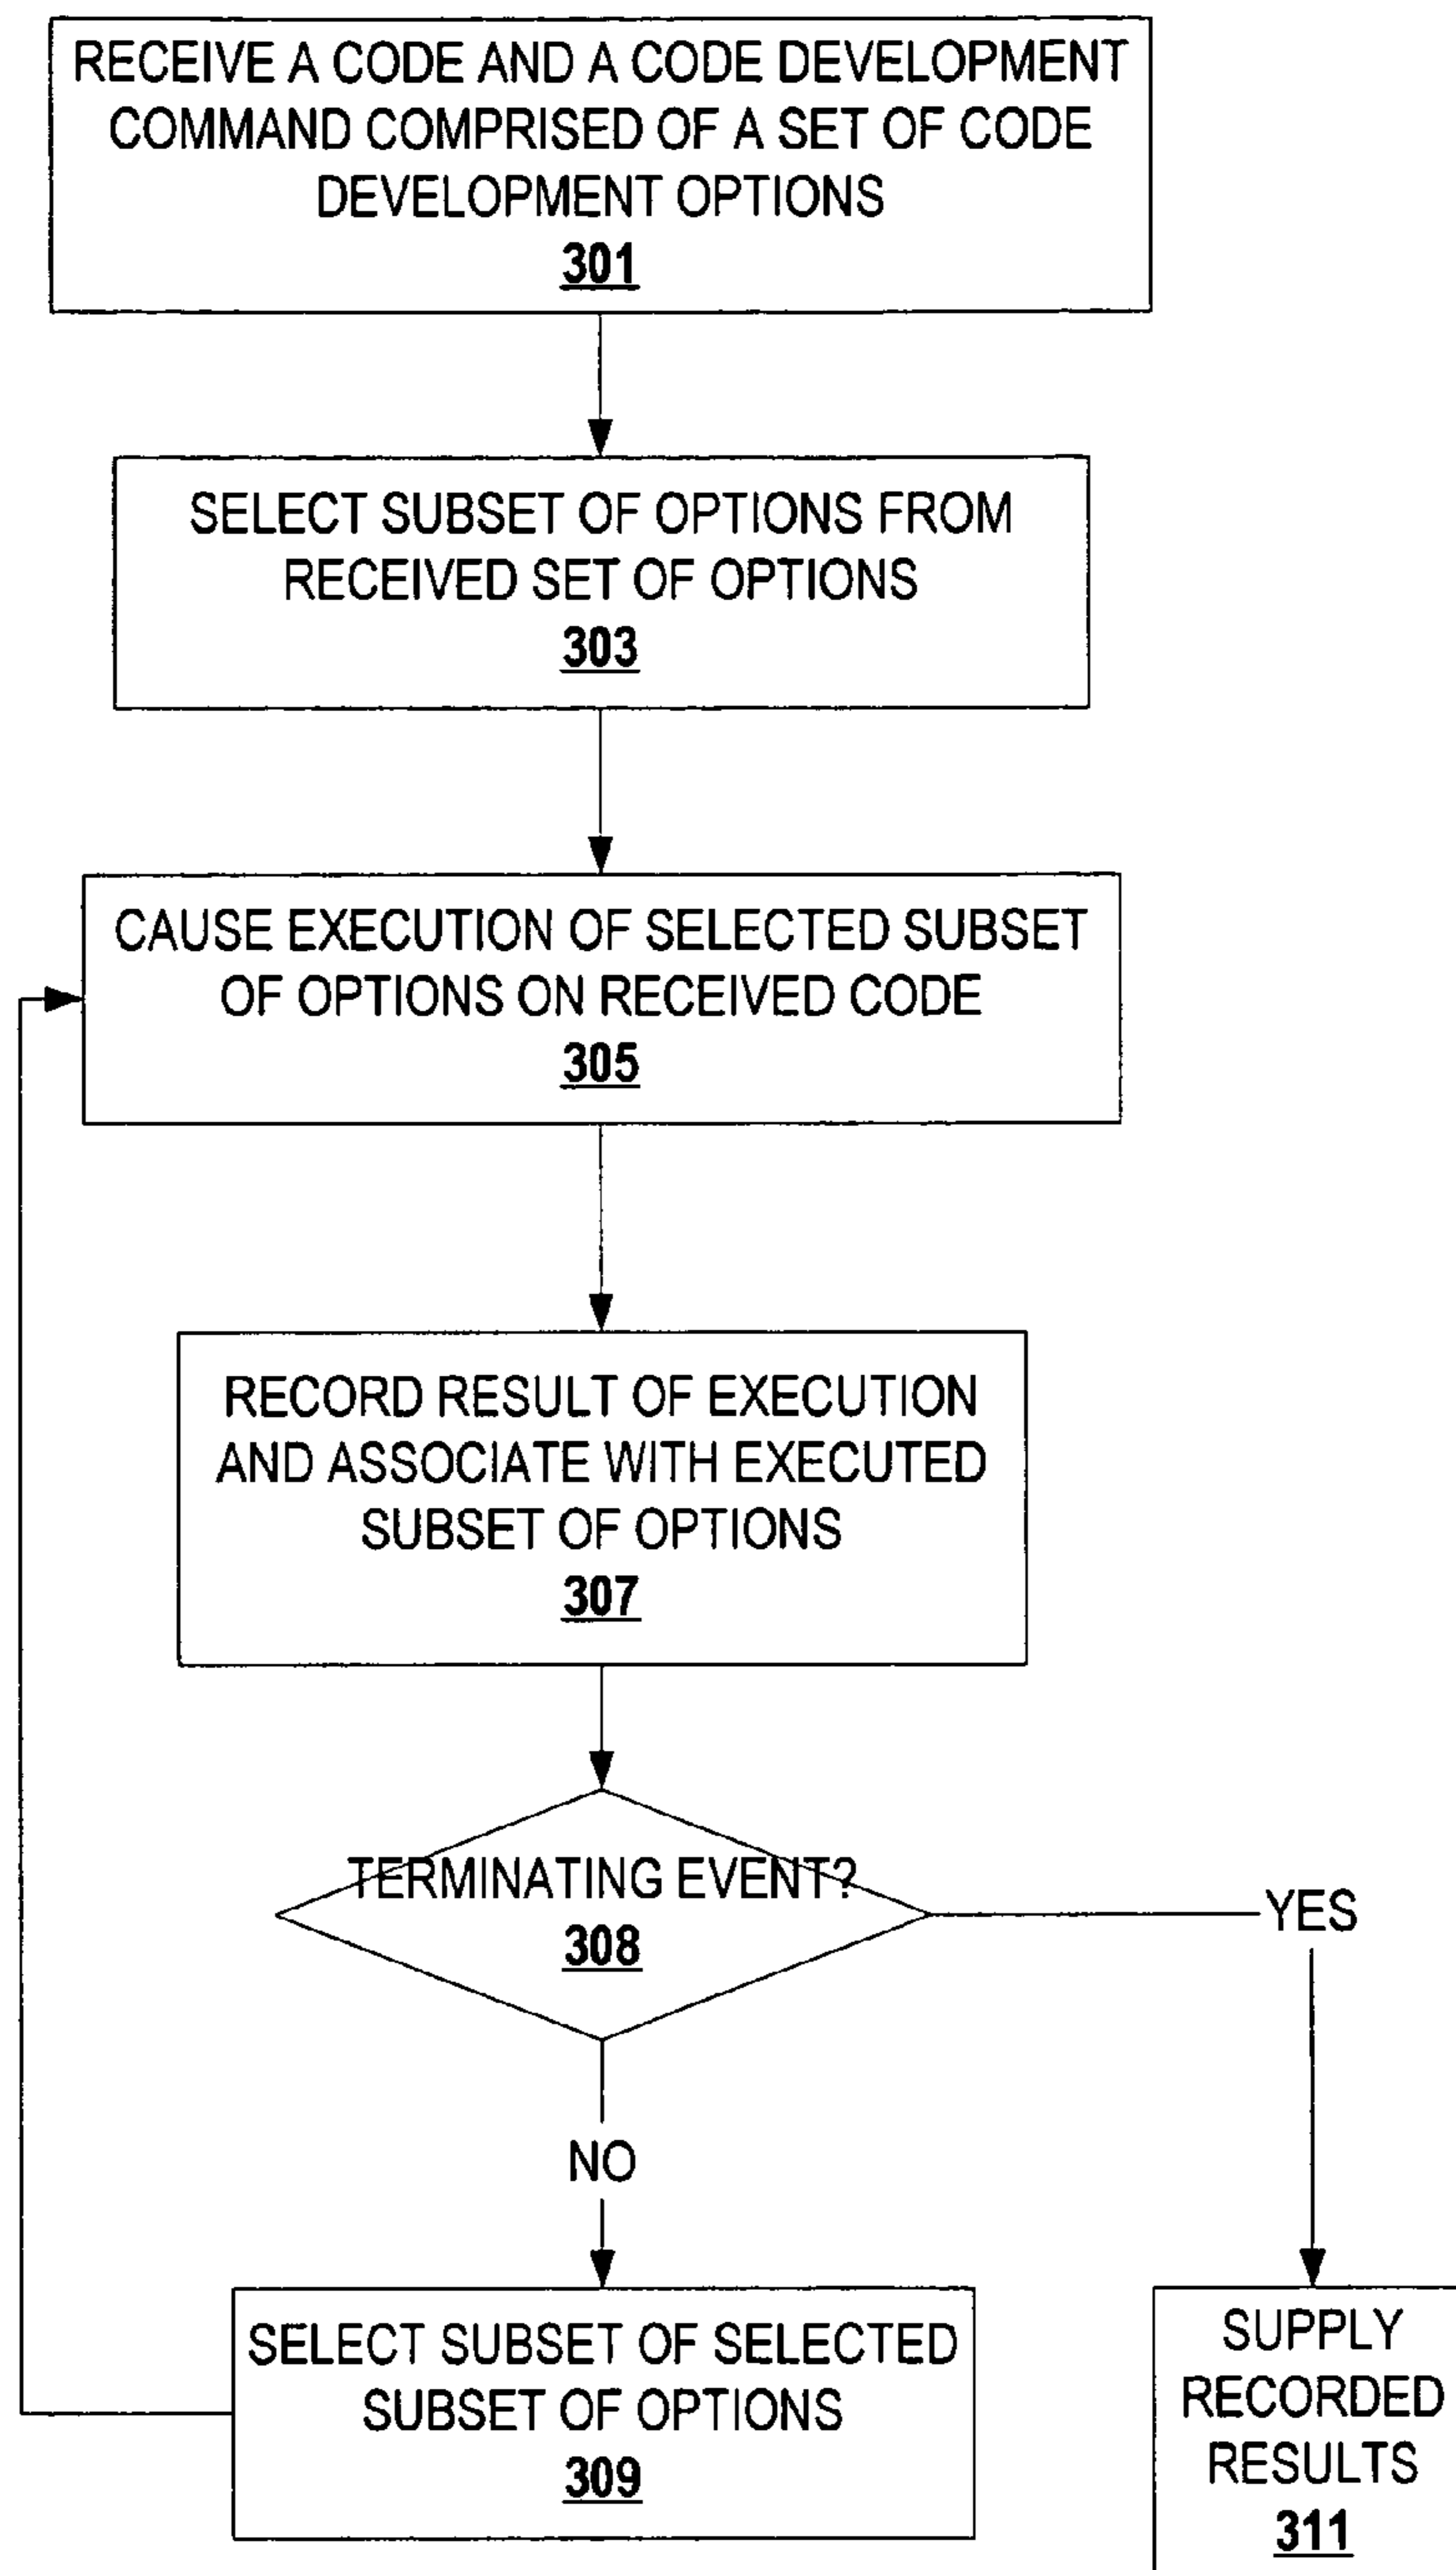 RECEIVE A CODE AND A CODE DEVELOPMENT
COMMAND COMPRISED OF A SET OF CODE
DEVELOPMENT OPTIONS
301
SELECT SUBSET OF OPTIONS FROM
RECEIVED SET OF OPTIONS
303
CAUSE EXECUTION OF SELECTED SUBSET
OF OPTIONS ON RECEIVED CODE
305
RECORD RESULT OF EXECUTION
AND ASSOCIATE WITH EXECUTED
SUBSET OF OPTIONS
307
TERMINATING EVENT?
308
YES
NO
SELECT SUBSET OF SELECTED
SUBSET OF OPTIONS
309
SUPPLY
RECORDED
RESULTS
311